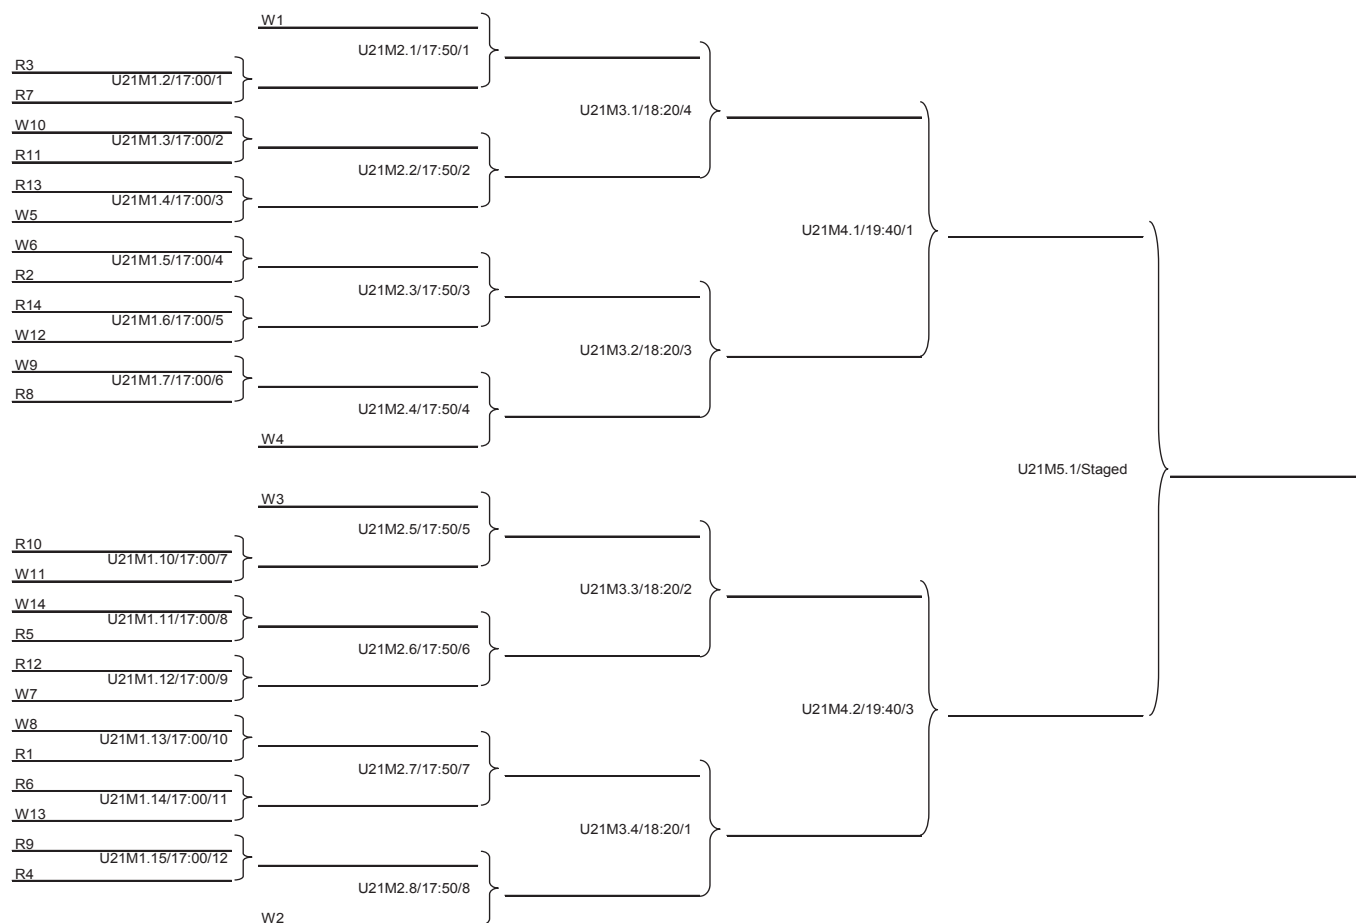 W1
U21M2.1/17:50/1
R3
U21M1.2/17:00/1
R7
U21M3.1/18:20/4
W10
U21M1.3/17:00/2
R11
U21M2.2/17:50/2
R13
U21M1.4/17:00/3
W5
U21M4.1/19:40/1
W6
U21M1.5/17:00/4
R2
U21M2.3/17:50/3
R14
U21M1.6/17:00/5
W12
U21M3.2/18:20/3
W9
U21M1.7/17:00/6
R8
U21M2.4/17:50/4
W4
U21M5.1/Staged
W3
U21M2.5/17:50/5
R10
U21M1.10/17:00/7
W11
U21M3.3/18:20/2
W14
U21M1.11/17:00/8
R5
U21M2.6/17:50/6
R12
U21M1.12/17:00/9
W7
U21M4.2/19:40/3
W8
U21M1.13/17:00/10
R1
U21M2.7/17:50/7
R6
U21M1.14/17:00/11
W13
U21M3.4/18:20/1
R9
U21M1.15/17:00/12
R4
U21M2.8/17:50/8
W2